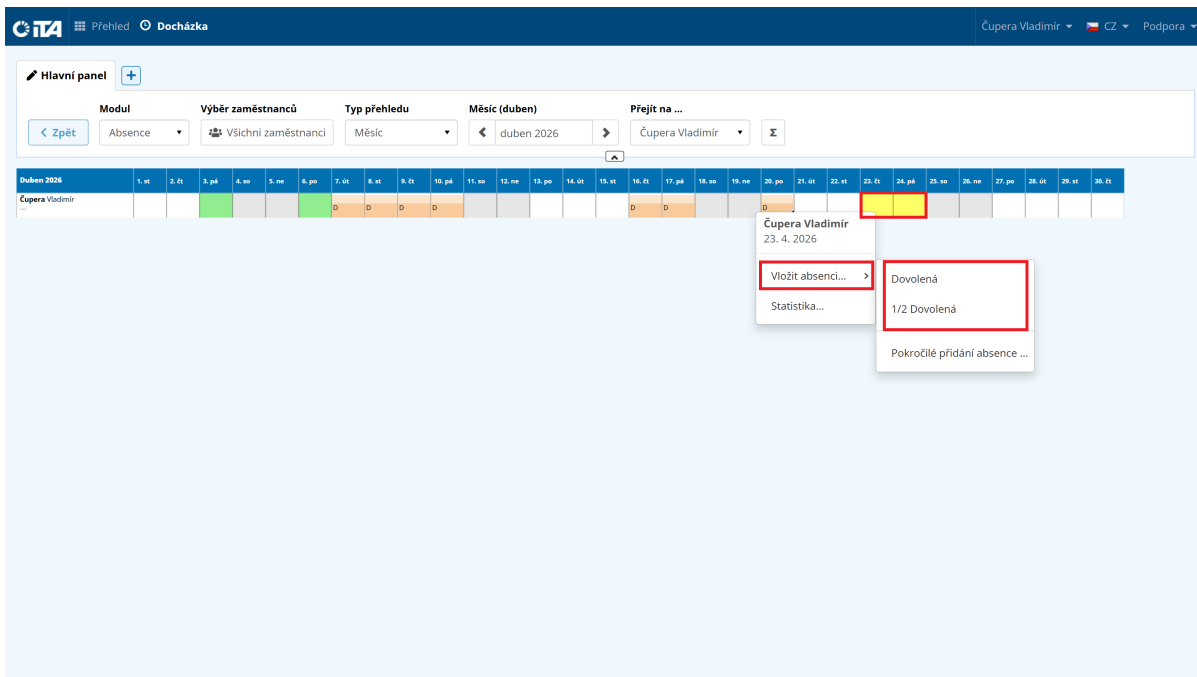 iTA Přehled Docházka Čupera Vladimír CZ Podpora
Hlavní panel +
Modul Výběr zaměstnanců Typ přehledu Měsíc (duben) Přejít na ...
Zpět Absence Všichni zaměstnanci Měsíc duben 2026 Čupera Vladimír Σ
Duben 2026 1. st 2. čt 3. pá 4. so 5. ne 6. po 7. út 8. st 9. čt 10. pá 11. so 12. ne 13. po 14. út 15. st 16. čt 17. pá 18. so 19. ne 20. po 21. út 22. st 23. čt 24. pá 25. so 26. ne 27. po 28. út 29. st 30. čt
Čupera Vladimír
... D D D D D D D
Čupera Vladimír
23. 4. 2026
Vložit absenci...
Statistika...
Dovolená
1/2 Dovolená
Pokročilé přidání absence ...